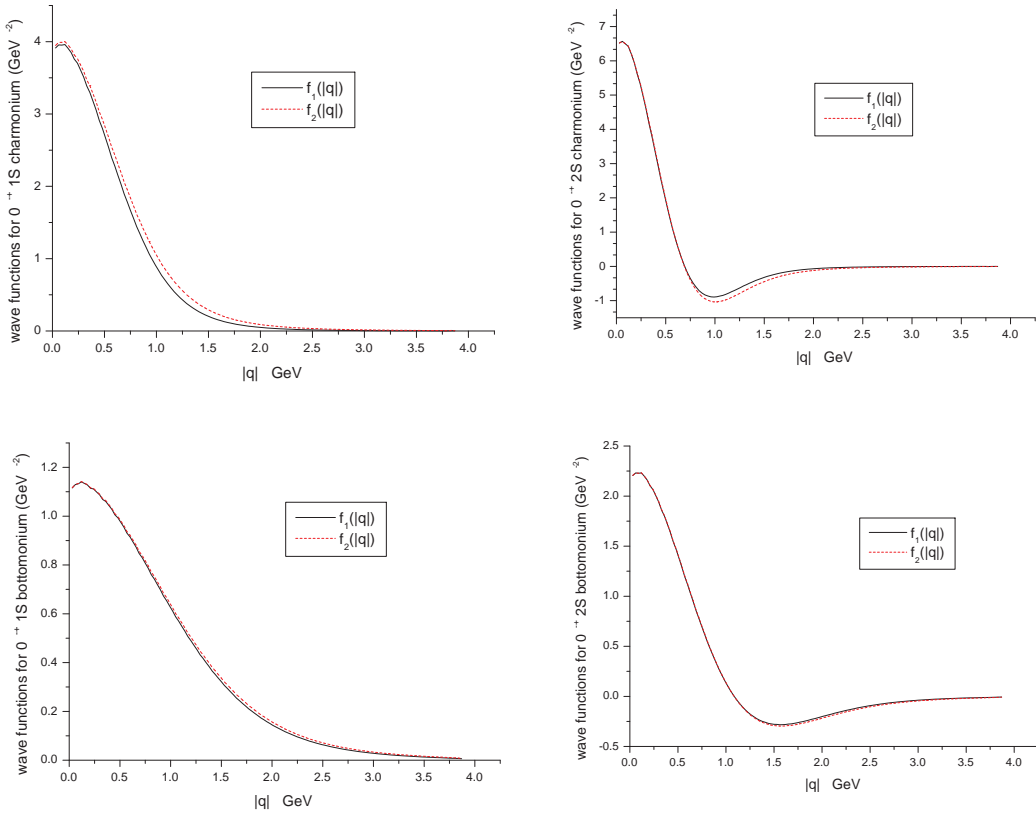 wave functions for 0⁻⁺ 1S charmonium (GeV⁻²)
4
3
2
1
0
f₁(|q|)
f₂(|q|)
0.0 0.5 1.0 1.5 2.0 2.5 3.0 3.5 4.0
|q| GeV
wave functions for 0⁻⁺ 2S charmonium (GeV⁻²)
7
6
5
4
3
2
1
0
-1
f₁(|q|)
f₂(|q|)
0.0 0.5 1.0 1.5 2.0 2.5 3.0 3.5 4.0
|q| GeV
wave functions for 0⁻⁺ 1S bottomonium (GeV⁻²)
1.2
1.0
0.8
0.6
0.4
0.2
0.0
f₁(|q|)
f₂(|q|)
0.0 0.5 1.0 1.5 2.0 2.5 3.0 3.5 4.0
|q| GeV
wave functions for 0⁻⁺ 2S bottomonium (GeV⁻²)
2.5
2.0
1.5
1.0
0.5
0.0
-0.5
f₁(|q|)
f₂(|q|)
0.0 0.5 1.0 1.5 2.0 2.5 3.0 3.5 4.0
|q| GeV